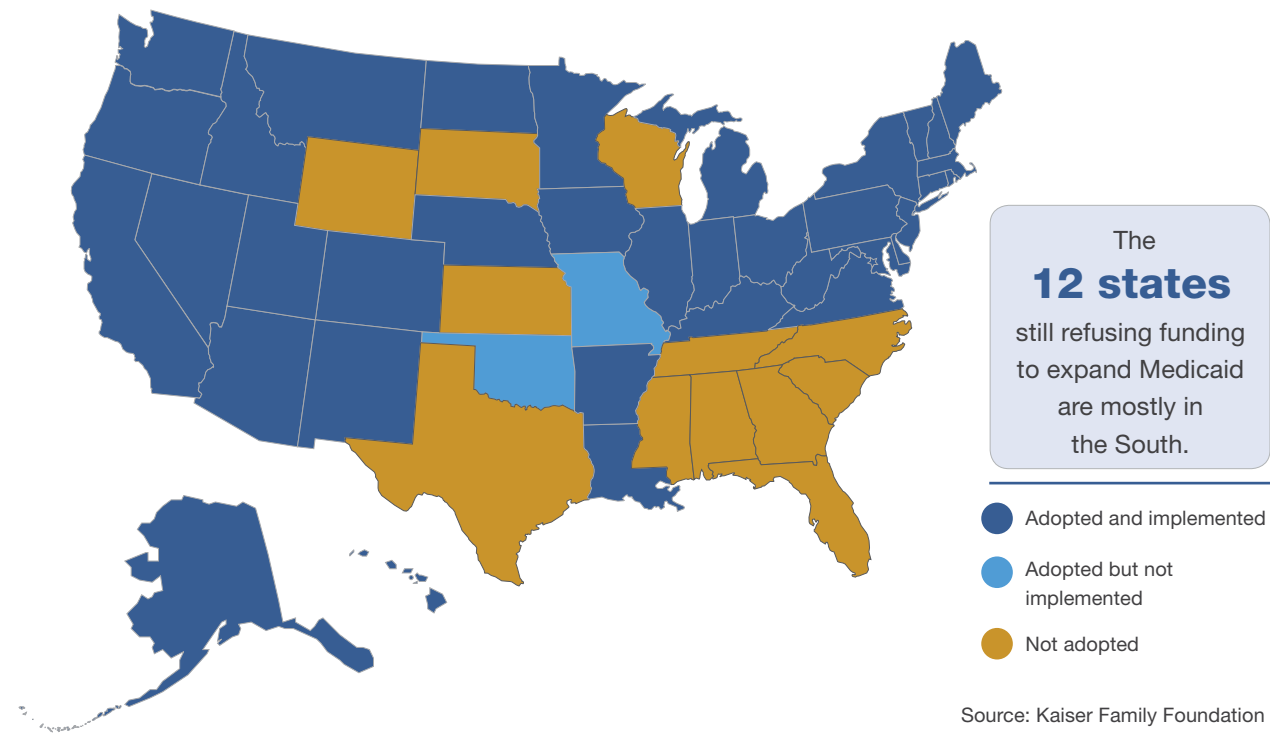 The
12 states
still refusing funding
to expand Medicaid
are mostly in
the South.
Adopted and implemented
Adopted but not
implemented
Not adopted
Source: Kaiser Family Foundation